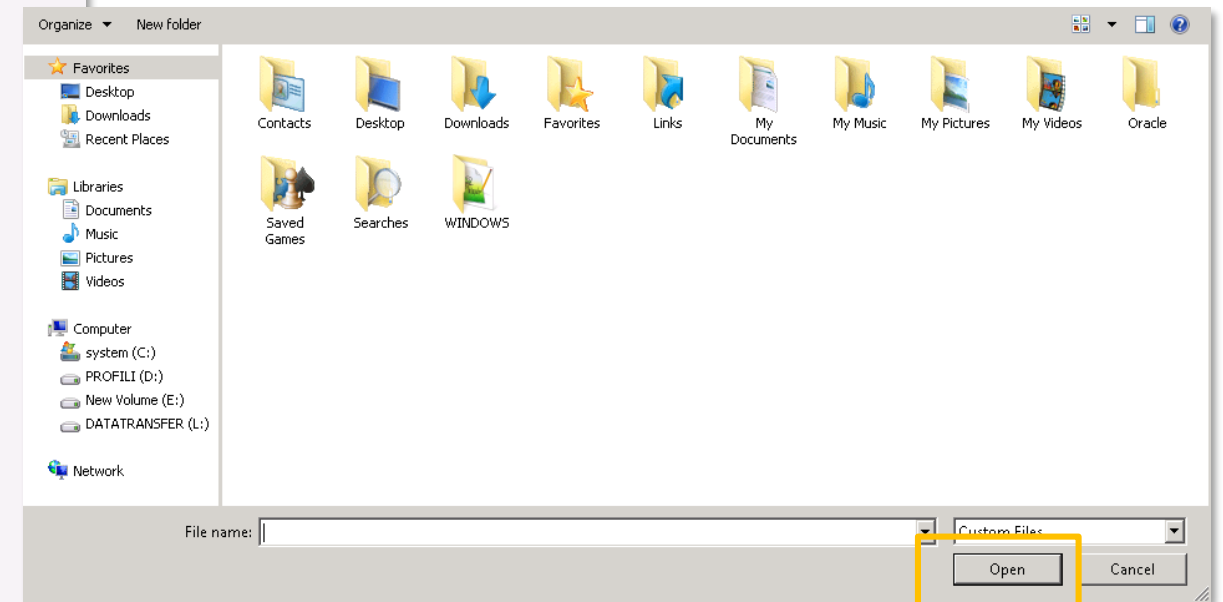 Organize New folder
Favorites
Desktop
Downloads
Recent Places
Libraries
Documents
Music
Pictures
Videos
Computer
system (C:)
PROFILI (D:)
New Volume (E:)
DATATRANSFER (L:)
Network
Contacts Desktop Downloads Favorites Links My Documents My Music My Pictures My Videos Oracle
Saved Games Searches WINDOWS
File name: Custom Files
Open Cancel